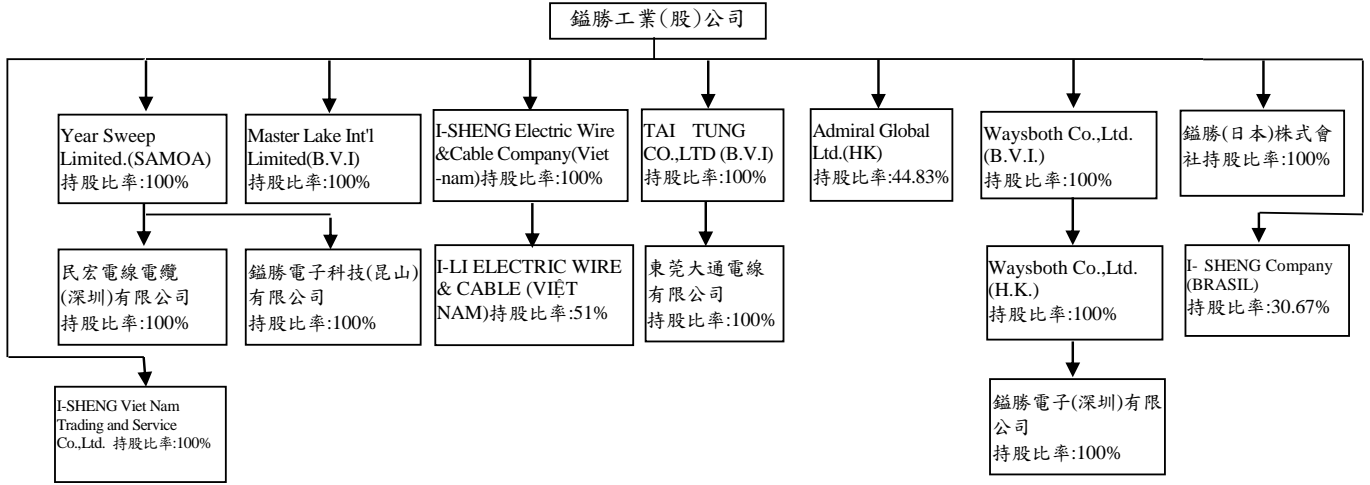 鎰勝工業(股)公司
Year Sweep
Limited.(SAMOA)
持股比率:100%
Master Lake Int'l
Limited(B.V.I)
持股比率:100%
I-SHENG Electric Wire
&Cable Company(Viet
-nam)持股比率:100%
TAI TUNG
CO.,LTD (B.V.I)
持股比率:100%
Admiral Global
Ltd.(HK)
持股比率:44.83%
Waysboth Co.,Ltd.
(B.V.I.)
持股比率:100%
鎰勝(日本)株式會
社持股比率:100%
民宏電線電纜
(深圳)有限公司
持股比率:100%
鎰勝電子科技(昆山)
有限公司
持股比率:100%
I-LI ELECTRIC WIRE
& CABLE (VIỆT
NAM)持股比率:51%
東莞大通電線
有限公司
持股比率:100%
Waysboth Co.,Ltd.
(H.K.)
持股比率:100%
I- SHENG Company
(BRASIL)
持股比率:30.67%
I-SHENG Viet Nam
Trading and Service
Co.,Ltd. 持股比率:100%
鎰勝電子(深圳)有限
公司
持股比率:100%